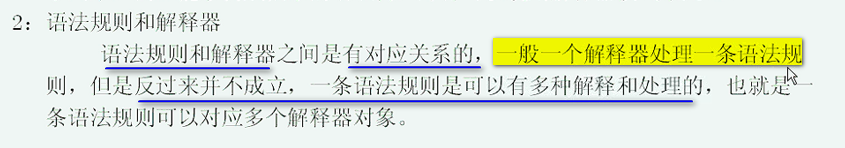 2：语法规则和解释器
语法规则和解释器之间是有对应关系的，一般一个解释器处理一条语法规
则，但是反过来并不成立，一条语法规则是可以有多种解释和处理的，也就是一
条语法规则可以对应多个解释器对象。